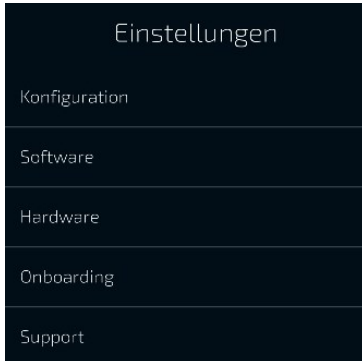 Einstellungen
Konfiguration
Software
Hardware
Onboarding
Support